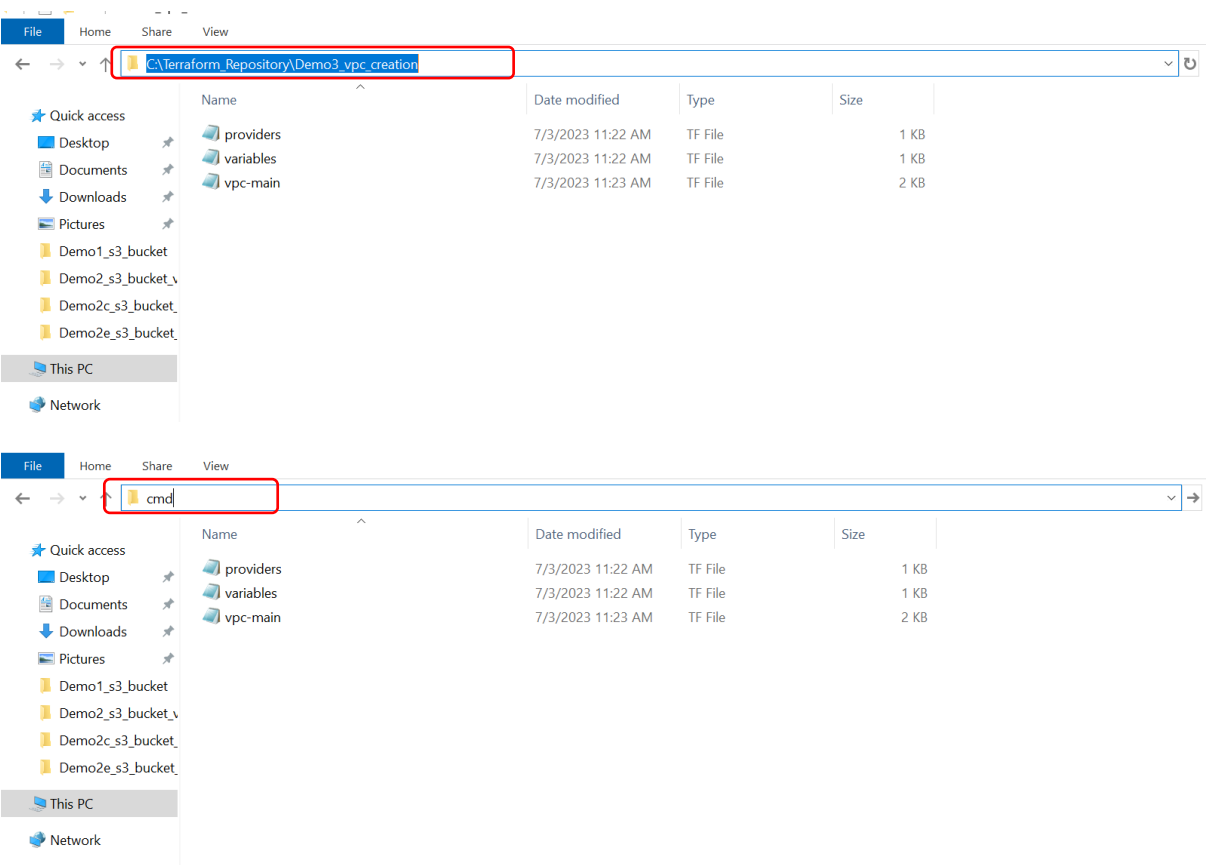 File Home Share View
C:\Terraform_Repository\Demo3_vpc_creation
Name Date modified Type Size
Quick access
Desktop
Documents
Downloads
Pictures
Demo1_s3_bucket
Demo2_s3_bucket_v
Demo2c_s3_bucket_
Demo2e_s3_bucket_
This PC
Network
providers 7/3/2023 11:22 AM TF File 1 KB
variables 7/3/2023 11:22 AM TF File 1 KB
vpc-main 7/3/2023 11:23 AM TF File 2 KB
File Home Share View
cmd
Name Date modified Type Size
Quick access
Desktop
Documents
Downloads
Pictures
Demo1_s3_bucket
Demo2_s3_bucket_v
Demo2c_s3_bucket_
Demo2e_s3_bucket_
This PC
Network
providers 7/3/2023 11:22 AM TF File 1 KB
variables 7/3/2023 11:22 AM TF File 1 KB
vpc-main 7/3/2023 11:23 AM TF File 2 KB